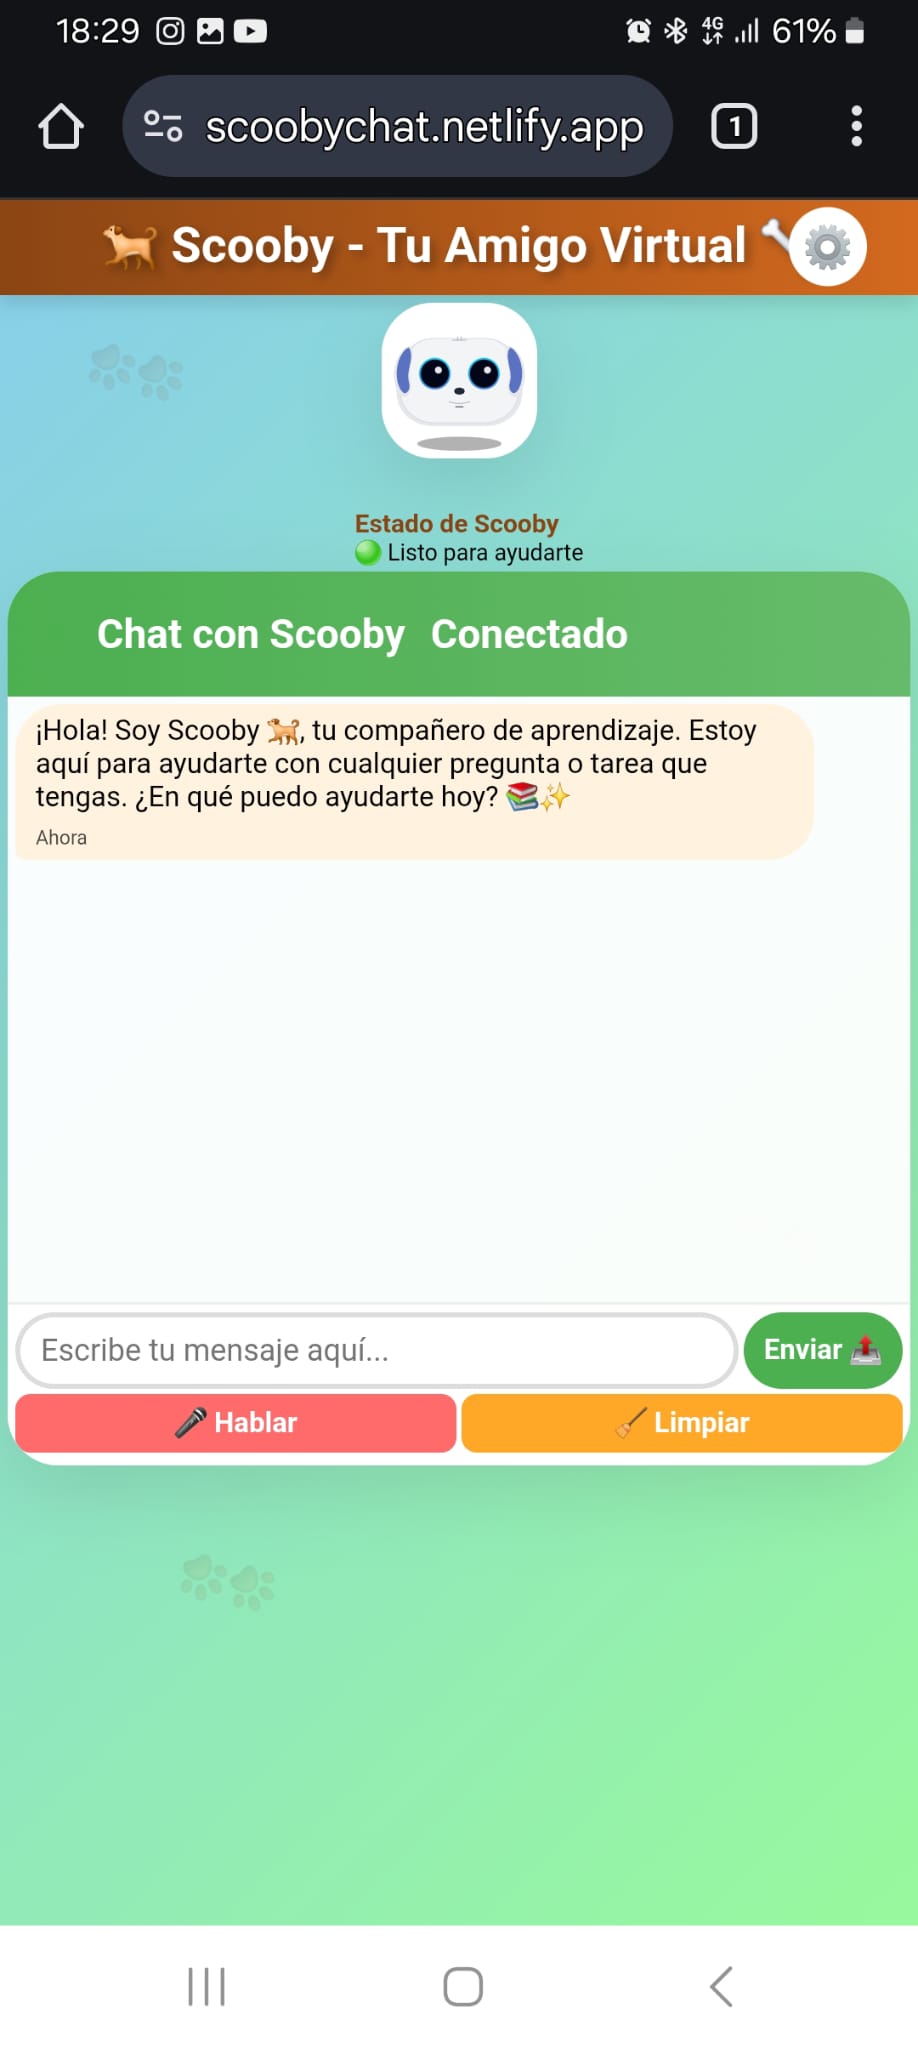 18:29
4G
61%
scoobychat.netlify.app
1
Scooby - Tu Amigo Virtual
Estado de Scooby
Listo para ayudarte
Chat con Scooby Conectado
¡Hola! Soy Scooby 🐕, tu compañero de aprendizaje. Estoy
aquí para ayudarte con cualquier pregunta o tarea que
tengas. ¿En qué puedo ayudarte hoy? 📚✨
Ahora
Escribe tu mensaje aquí...
Enviar
Hablar
Limpiar